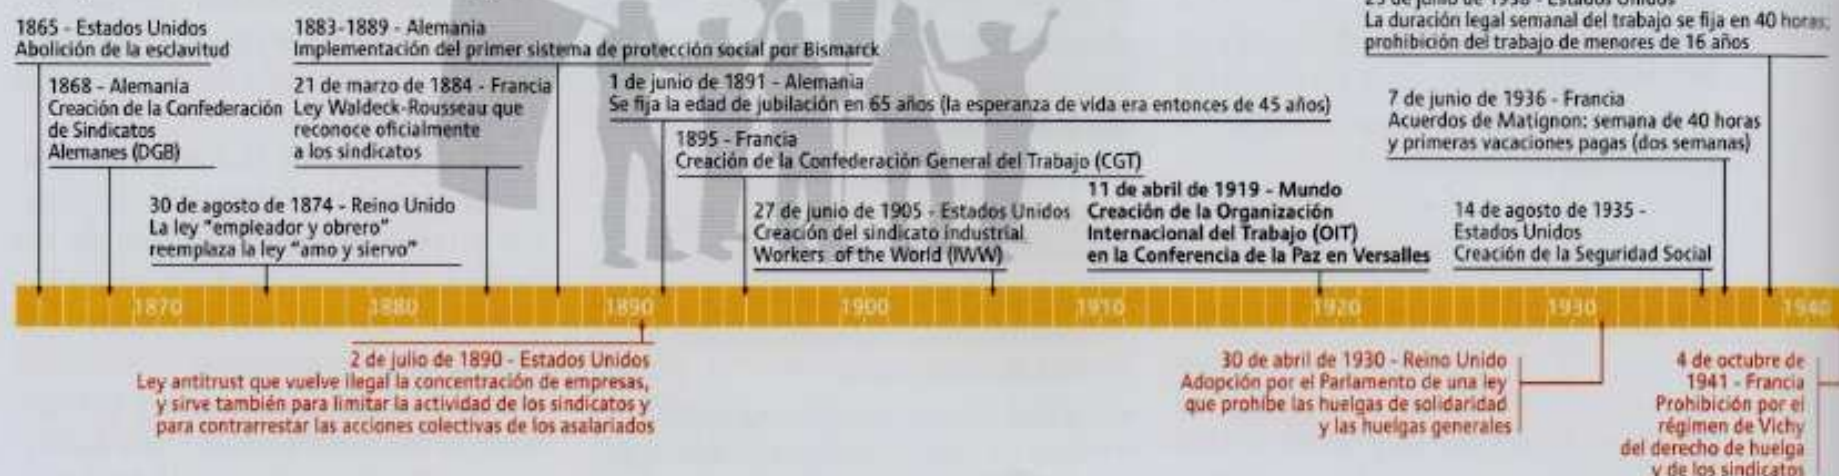 1865 - Estados Unidos
Abolición de la esclavitud
1868 - Alemania
Creación de la Confederación
de Sindicatos
Alemanes (DGB)
30 de agosto de 1874 - Reino Unido
La ley "empleador y obrero"
reemplaza la ley "amo y siervo"
1883-1889 - Alemania
Implementación del primer sistema de protección social por Bismarck
21 de marzo de 1884 - Francia
Ley Waldeck-Rousseau que
reconoce oficialmente
a los sindicatos
1 de junio de 1891 - Alemania
Se fija la edad de jubilación en 65 años (la esperanza de vida era entonces de 45 años)
1895 - Francia
Creación de la Confederación General del Trabajo (CGT)
27 de junio de 1905 - Estados Unidos
Creación del sindicato industrial
Workers of the World (IWW)
11 de abril de 1919 - Mundo
Creación de la Organización
Internacional del Trabajo (OIT)
en la Conferencia de la Paz en Versalles
14 de agosto de 1935 -
Estados Unidos
Creación de la Seguridad Social
7 de junio de 1936 - Francia
Acuerdos de Matignon: semana de 40 horas
y primeras vacaciones pagas (dos semanas)
de junio de 1938 - Estados Unidos
La duración legal semanal del trabajo se fija en 40 horas;
prohibición del trabajo de menores de 16 años
1870 1880 1890 1900 1910 1920 1930 1940
2 de julio de 1890 - Estados Unidos
Ley antitrust que vuelve ilegal la concentración de empresas,
y sirve también para limitar la actividad de los sindicatos y
para contrarrestar las acciones colectivas de los asalariados
30 de abril de 1930 - Reino Unido
Adopción por el Parlamento de una ley
que prohíbe las huelgas de solidaridad
y las huelgas generales
4 de octubre de
1941 - Francia
Prohibición por el
régimen de Vichy
del derecho de huelga
y de los sindicatos